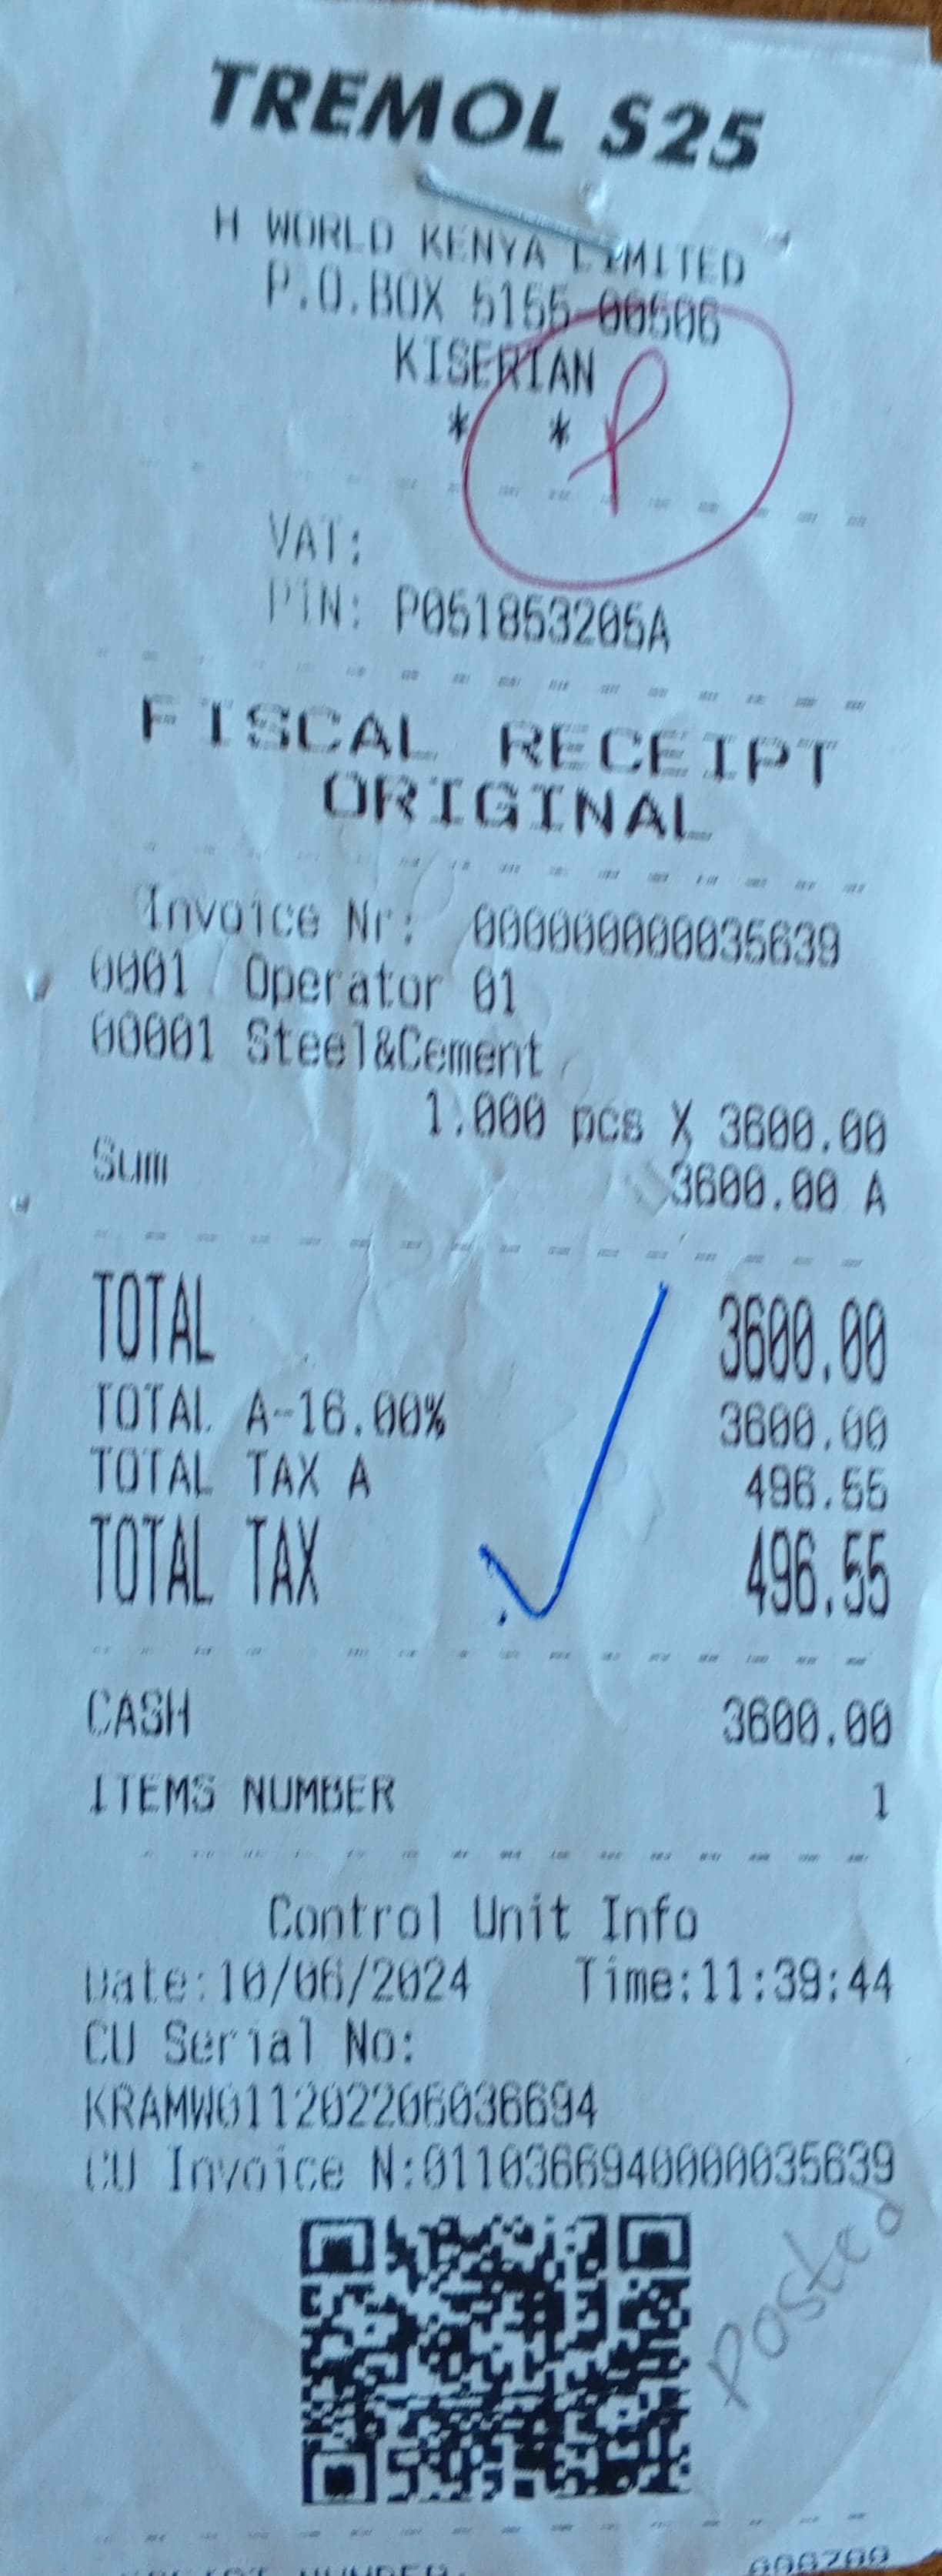 TREMOL S25
H WORLD KENYA LIMITED
P.O.BOX 5155-00506
KISERIAN
* *
P
VAT:
PIN: P051853205A
FISCAL RECEIPT
ORIGINAL
Invoice Nr: 000000000035639
0001 Operator 01
00001 Steel&Cement
1.000 pcs X 3600.00
Sum 3600.00 A
TOTAL 3600.00
TOTAL A-16.00% 3600.00
TOTAL TAX A 496.55
TOTAL TAX 496.55
CASH 3600.00
ITEMS NUMBER 1
Control Unit Info
Date:10/06/2024 Time:11:39:44
CU Serial No:
KRAMW011202206036694
CU Invoice N:0110366940000035639
Posted